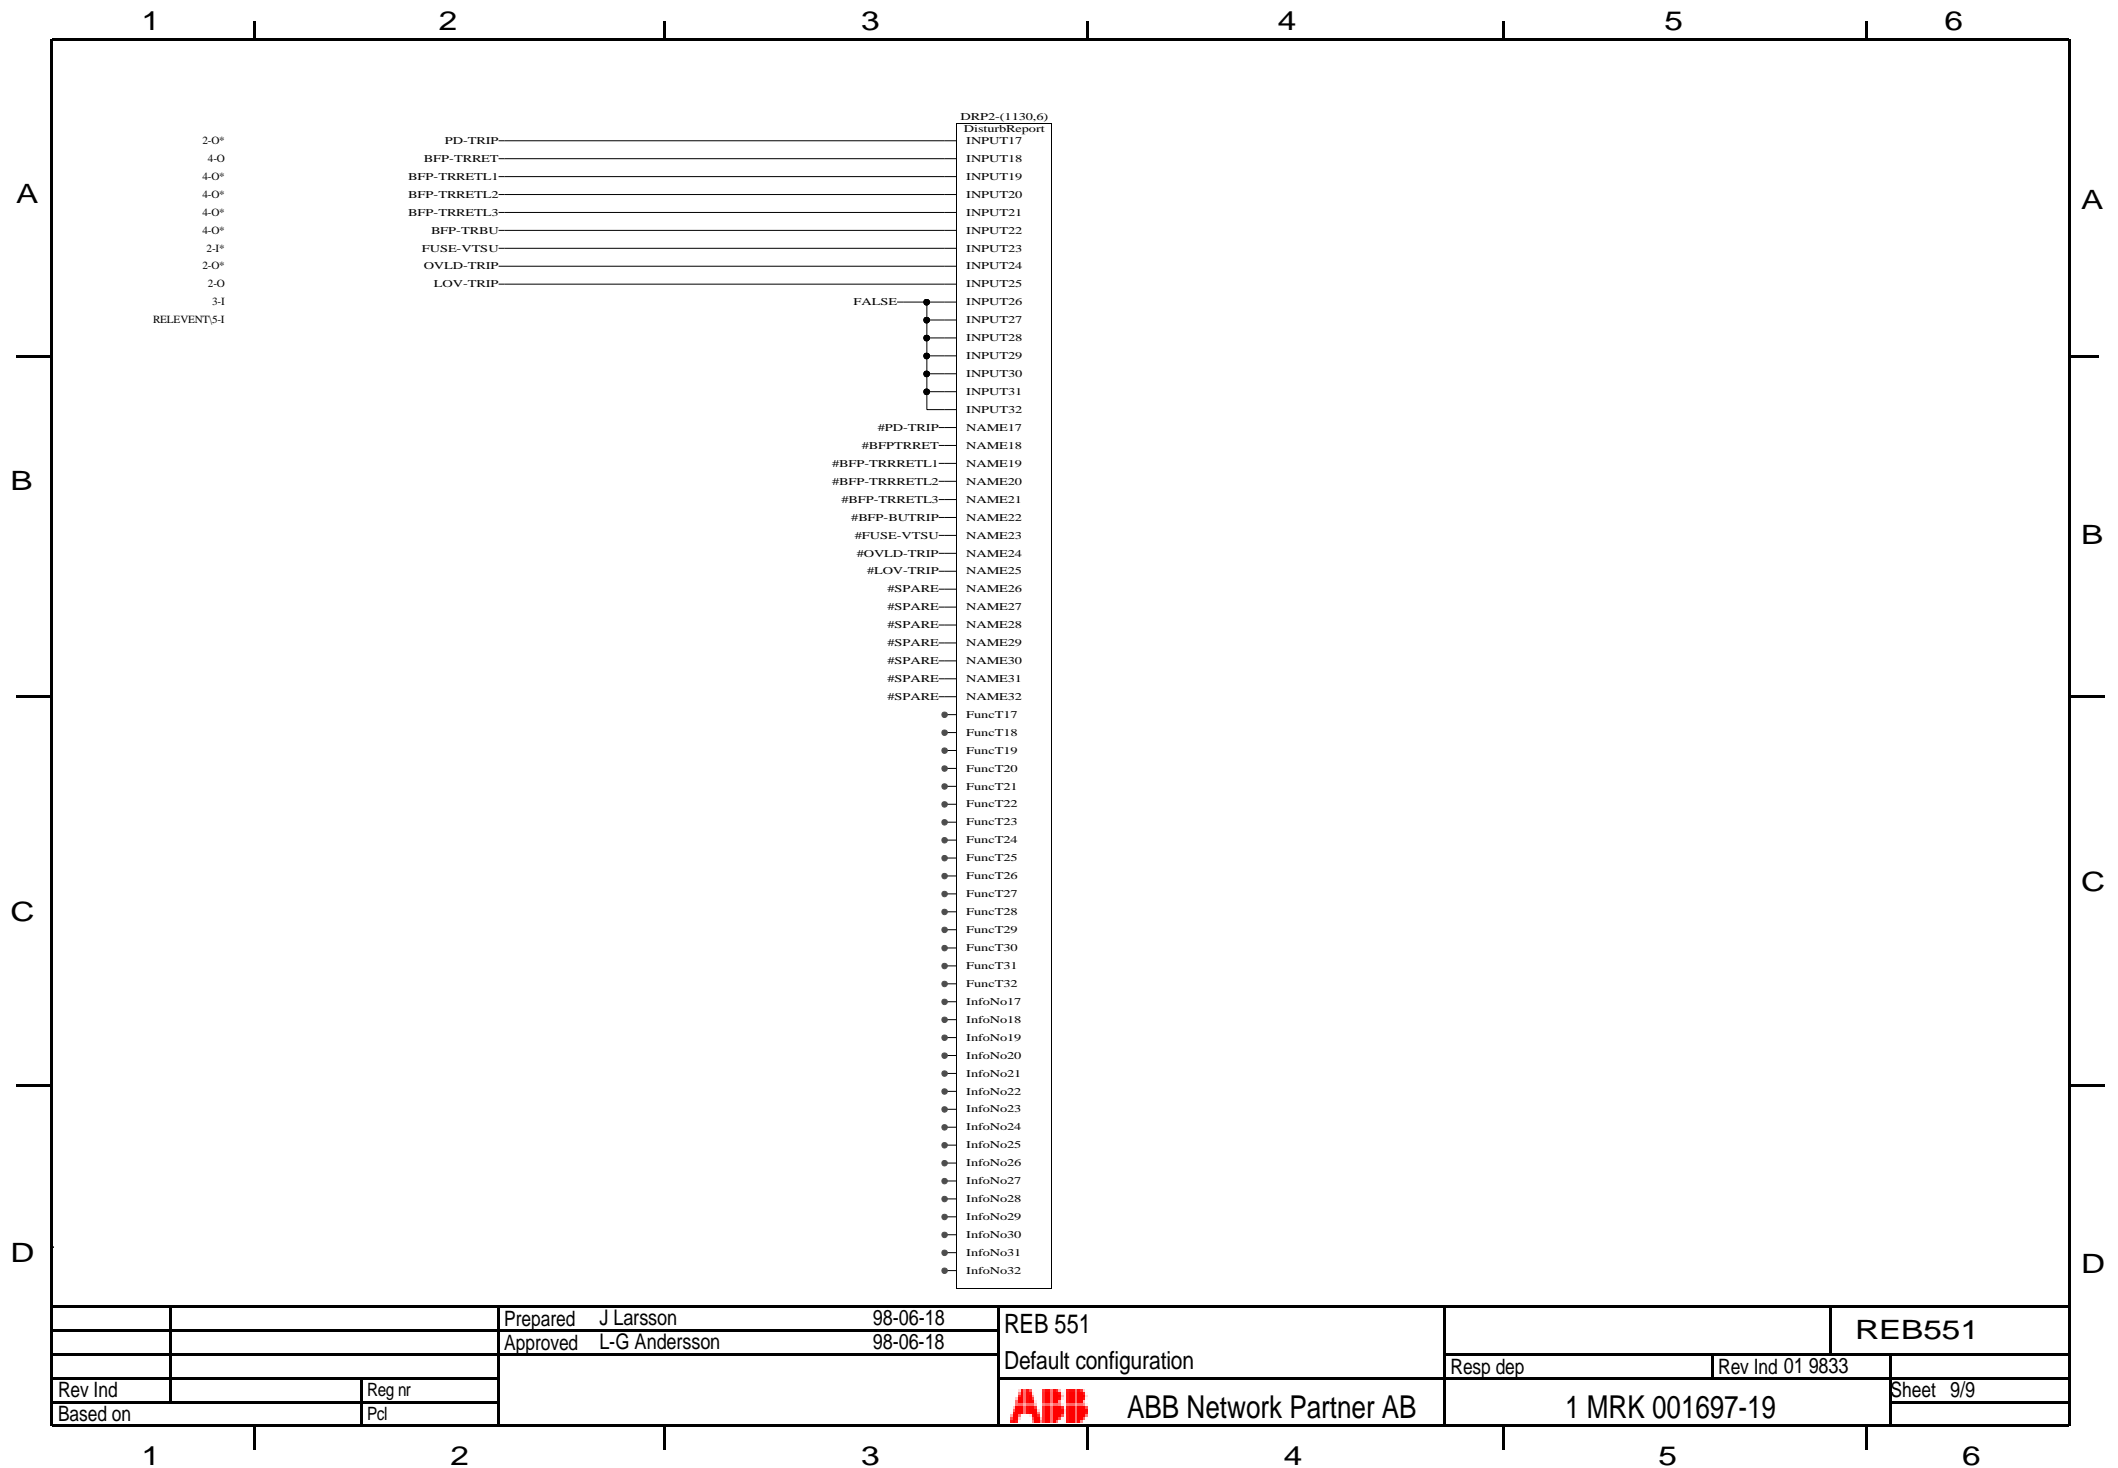 1 2 3 4 5 6
DRP2-(1130,6)
DisturbReport
2-O* PD-TRIP INPUT17
4-O BFP-TRRET INPUT18
4-O* BFP-TRRETL1 INPUT19
4-O* BFP-TRRETL2 INPUT20
4-O* BFP-TRRETL3 INPUT21
4-O* BFP-TRBU INPUT22
2-I* FUSE-VTSU INPUT23
2-O* OVLD-TRIP INPUT24
2-O LOV-TRIP INPUT25
3-I FALSE INPUT26
RELEVENT\5-I INPUT27
INPUT28
INPUT29
INPUT30
INPUT31
INPUT32
#PD-TRIP NAME17
#BFPTRRET NAME18
#BFP-TRRRETL1 NAME19
#BFP-TRRRETL2 NAME20
#BFP-TRRETL3 NAME21
#BFP-BUTRIP NAME22
#FUSE-VTSU NAME23
#OVLD-TRIP NAME24
#LOV-TRIP NAME25
#SPARE NAME26
#SPARE NAME27
#SPARE NAME28
#SPARE NAME29
#SPARE NAME30
#SPARE NAME31
#SPARE NAME32
FuncT17
FuncT18
FuncT19
FuncT20
FuncT21
FuncT22
FuncT23
FuncT24
FuncT25
FuncT26
FuncT27
FuncT28
FuncT29
FuncT30
FuncT31
FuncT32
InfoNo17
InfoNo18
InfoNo19
InfoNo20
InfoNo21
InfoNo22
InfoNo23
InfoNo24
InfoNo25
InfoNo26
InfoNo27
InfoNo28
InfoNo29
InfoNo30
InfoNo31
InfoNo32
A A
B B
C C
D D
Prepared J Larsson 98-06-18
Approved L-G Andersson 98-06-18
Rev Ind Reg nr
Based on Pcl
REB 551
Default configuration
ABB ABB Network Partner AB
REB551
Resp dep Rev Ind 01 9833
1 MRK 001697-19
Sheet 9/9
1 2 3 4 5 6